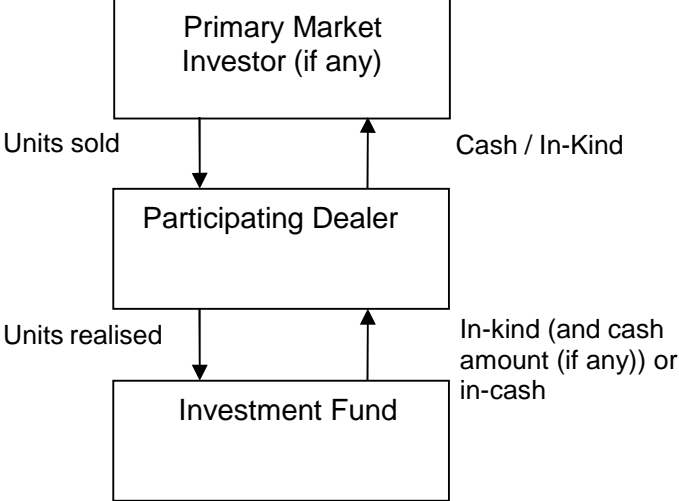 Primary Market
Investor (if any)
Units sold
Cash / In-Kind
Participating Dealer
Units realised
In-kind (and cash
amount (if any)) or
in-cash
Investment Fund